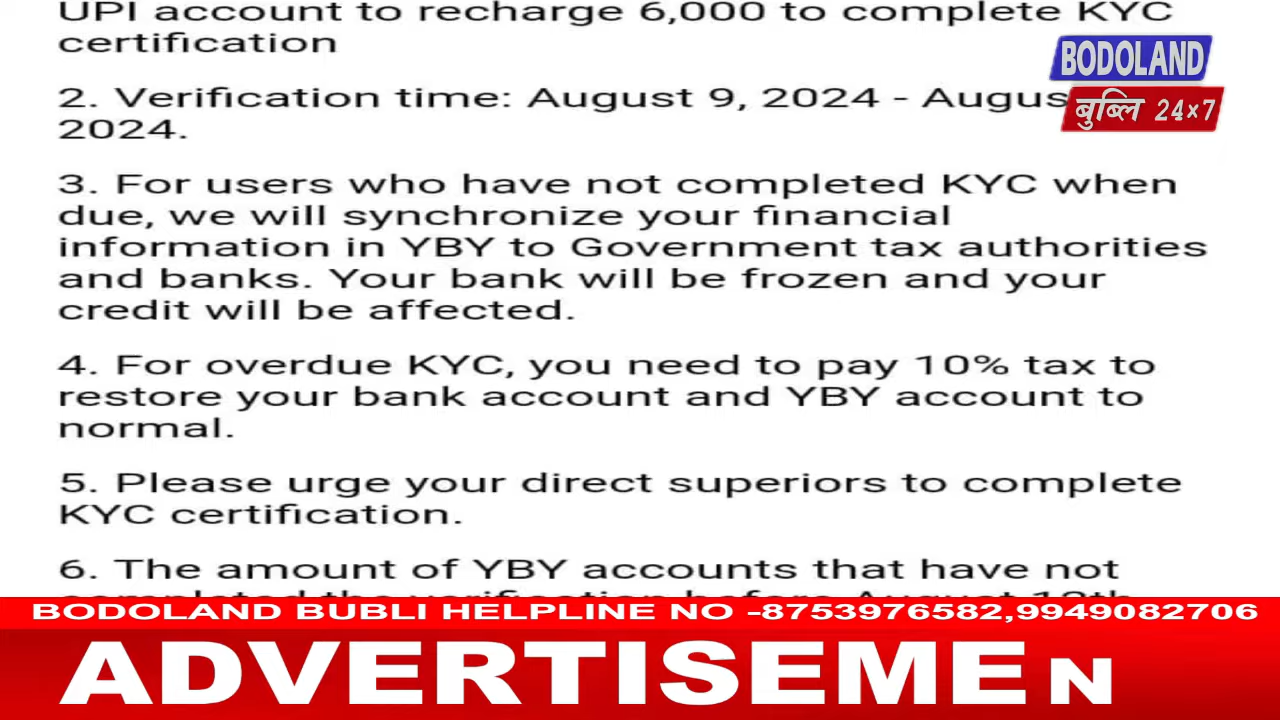 UPI account to recharge 6,000 to complete KYC
certification
BODOLAND
बुब्लि 24×7
2. Verification time: August 9, 2024 - Augus
2024.
3. For users who have not completed KYC when
due, we will synchronize your financial
information in YBY to Government tax authorities
and banks. Your bank will be frozen and your
credit will be affected.
4. For overdue KYC, you need to pay 10% tax to
restore your bank account and YBY account to
normal.
5. Please urge your direct superiors to complete
KYC certification.
6. The amount of YBY accounts that have not
BODOLAND BUBLI HELPLINE NO -8753976582,9949082706
ADVERTISEMEN